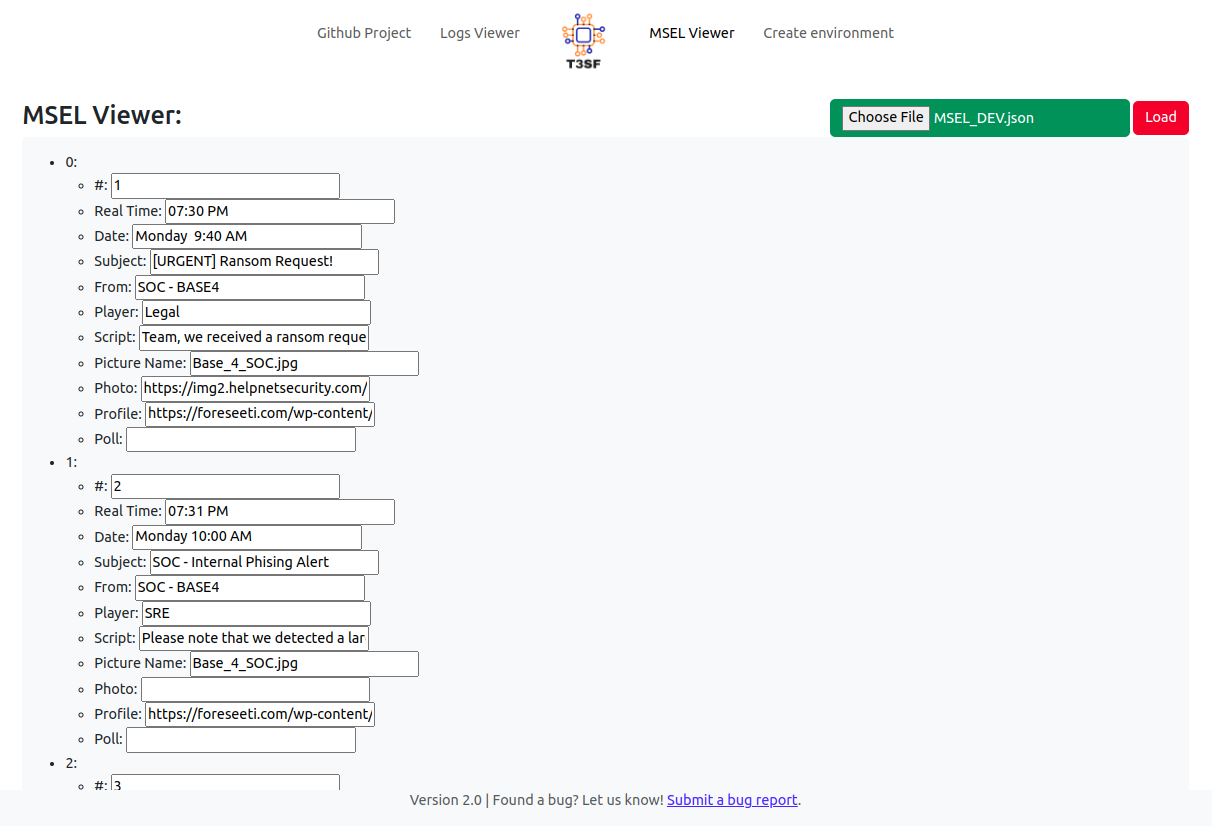 Github Project Logs Viewer T3SF MSEL Viewer Create environment
MSEL Viewer:
Choose File MSEL_DEV.json Load
0:
#: 1
Real Time: 07:30 PM
Date: Monday  9:40 AM
Subject: [URGENT] Ransom Request!
From: SOC - BASE4
Player: Legal
Script: Team, we received a ransom reque
Picture Name: Base_4_SOC.jpg
Photo: https://img2.helpnetsecurity.com/
Profile: https://foreseeti.com/wp-content/
Poll:
1:
#: 2
Real Time: 07:31 PM
Date: Monday 10:00 AM
Subject: SOC - Internal Phising Alert
From: SOC - BASE4
Player: SRE
Script: Please note that we detected a lar
Picture Name: Base_4_SOC.jpg
Photo:
Profile: https://foreseeti.com/wp-content/
Poll:
2:
#: 3
Version 2.0 | Found a bug? Let us know! Submit a bug report.